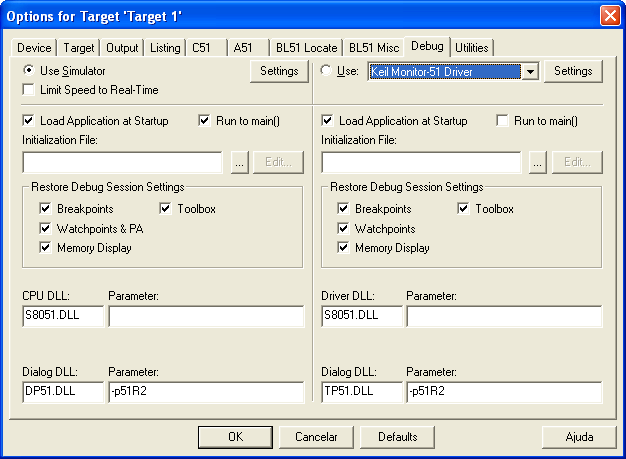 Options for Target 'Target 1'
Device Target Output Listing C51 A51 BL51 Locate BL51 Misc Debug Utilities
Use Simulator Settings
Limit Speed to Real-Time
Use: Keil Monitor-51 Driver Settings
Load Application at Startup Run to main()
Initialization File:
... Edit...
Restore Debug Session Settings
Breakpoints Toolbox
Watchpoints & PA
Memory Display
CPU DLL: Parameter:
S8051.DLL
Dialog DLL: Parameter:
DP51.DLL -p51R2
Load Application at Startup Run to main()
Initialization File:
... Edit...
Restore Debug Session Settings
Breakpoints Toolbox
Watchpoints
Memory Display
Driver DLL: Parameter:
S8051.DLL
Dialog DLL: Parameter:
TP51.DLL -p51R2
OK Cancelar Defaults Ajuda